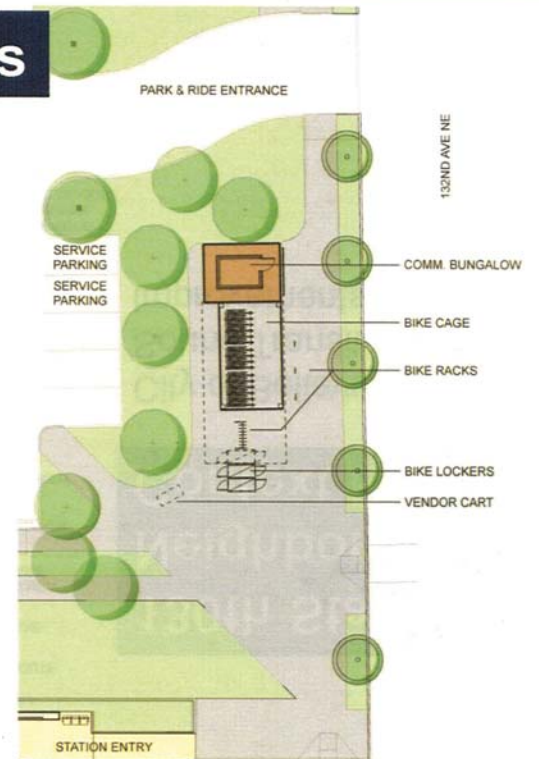 S
PARK & RIDE ENTRANCE
132ND AVE NE
SERVICE
PARKING
SERVICE
PARKING
COMM. BUNGALOW
BIKE CAGE
BIKE RACKS
BIKE LOCKERS
VENDOR CART
STATION ENTRY